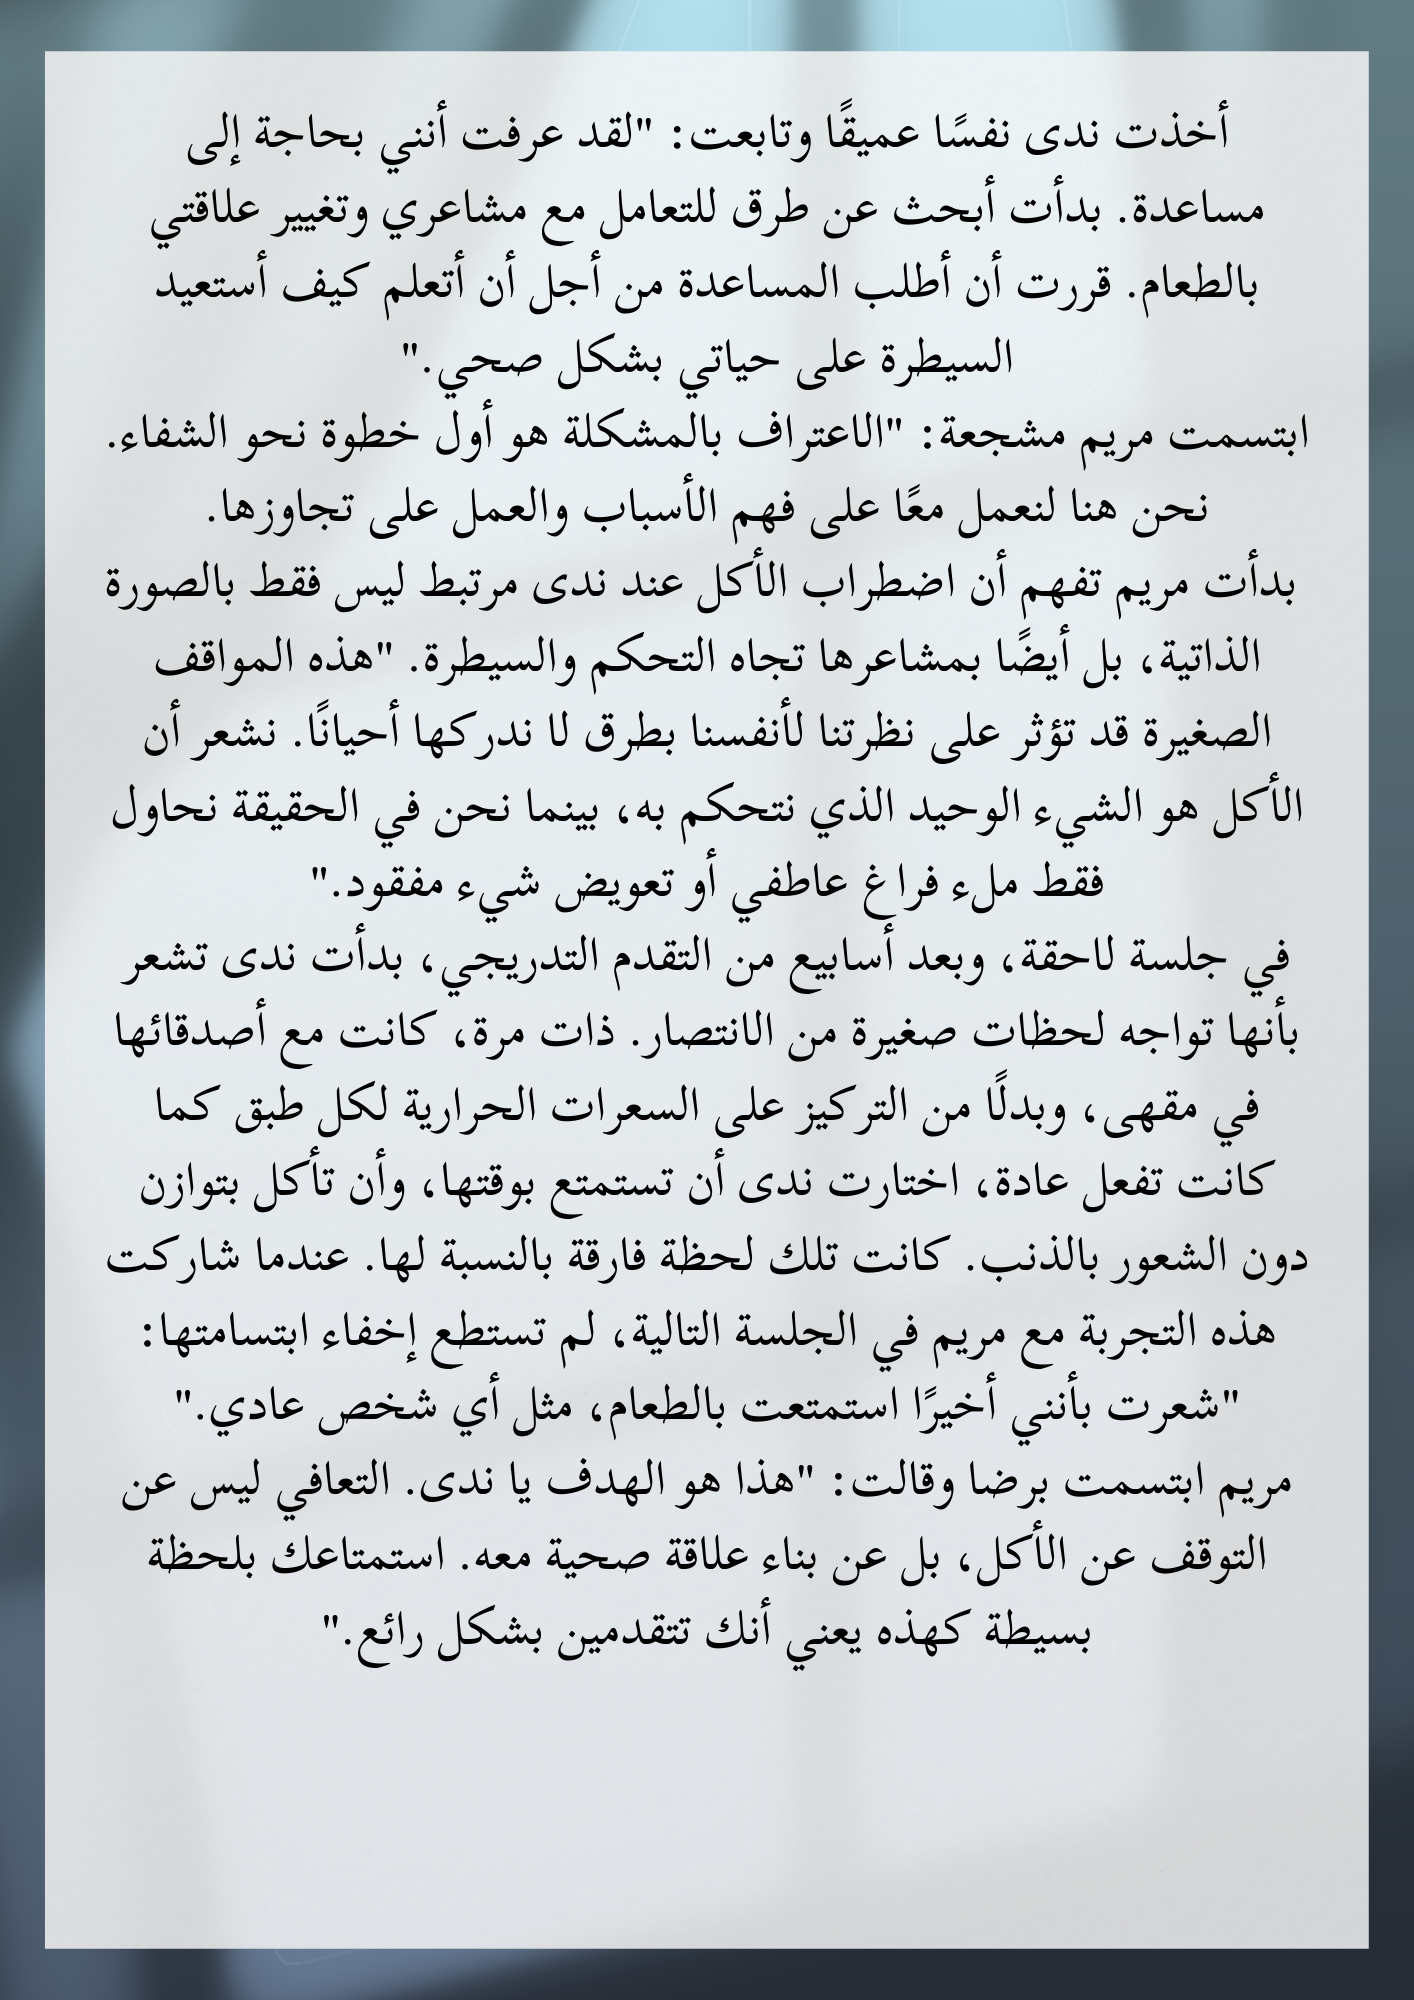 أخذت ندى نفسًا عميقًا وتابعت: "لقد عرفت أنني بحاجة إلى
مساعدة. بدأت أبحث عن طرق للتعامل مع مشاعري وتغيير علاقتي
بالطعام. قررت أن أطلب المساعدة من أجل أن أتعلم كيف أستعيد
السيطرة على حياتي بشكل صحي."
ابتسمت مريم مشجعة: "الاعتراف بالمشكلة هو أول خطوة نحو الشفاء.
نحن هنا لنعمل معًا على فهم الأسباب والعمل على تجاوزها.
بدأت مريم تفهم أن اضطراب الأكل عند ندى مرتبط ليس فقط بالصورة
الذاتية، بل أيضًا بمشاعرها تجاه التحكم والسيطرة. "هذه المواقف
الصغيرة قد تؤثر على نظرتنا لأنفسنا بطرق لا ندركها أحيانًا. نشعر أن
الأكل هو الشيء الوحيد الذي نتحكم به، بينما نحن في الحقيقة نحاول
فقط ملء فراغ عاطفي أو تعويض شيء مفقود."
في جلسة لاحقة، وبعد أسابيع من التقدم التدريجي، بدأت ندى تشعر
بأنها تواجه لحظات صغيرة من الانتصار. ذات مرة، كانت مع أصدقائها
في مقهى، وبدلًا من التركيز على السعرات الحرارية لكل طبق كما
كانت تفعل عادة، اختارت ندى أن تستمتع بوقتها، وأن تأكل بتوازن
دون الشعور بالذنب. كانت تلك لحظة فارقة بالنسبة لها. عندما شاركت
هذه التجربة مع مريم في الجلسة التالية، لم تستطع إخفاء ابتسامتها:
"شعرت بأنني أخيرًا استمتعت بالطعام، مثل أي شخص عادي."
مريم ابتسمت برضا وقالت: "هذا هو الهدف يا ندى. التعافي ليس عن
التوقف عن الأكل، بل عن بناء علاقة صحية معه. استمتاعك بلحظة
بسيطة كهذه يعني أنك تتقدمين بشكل رائع."